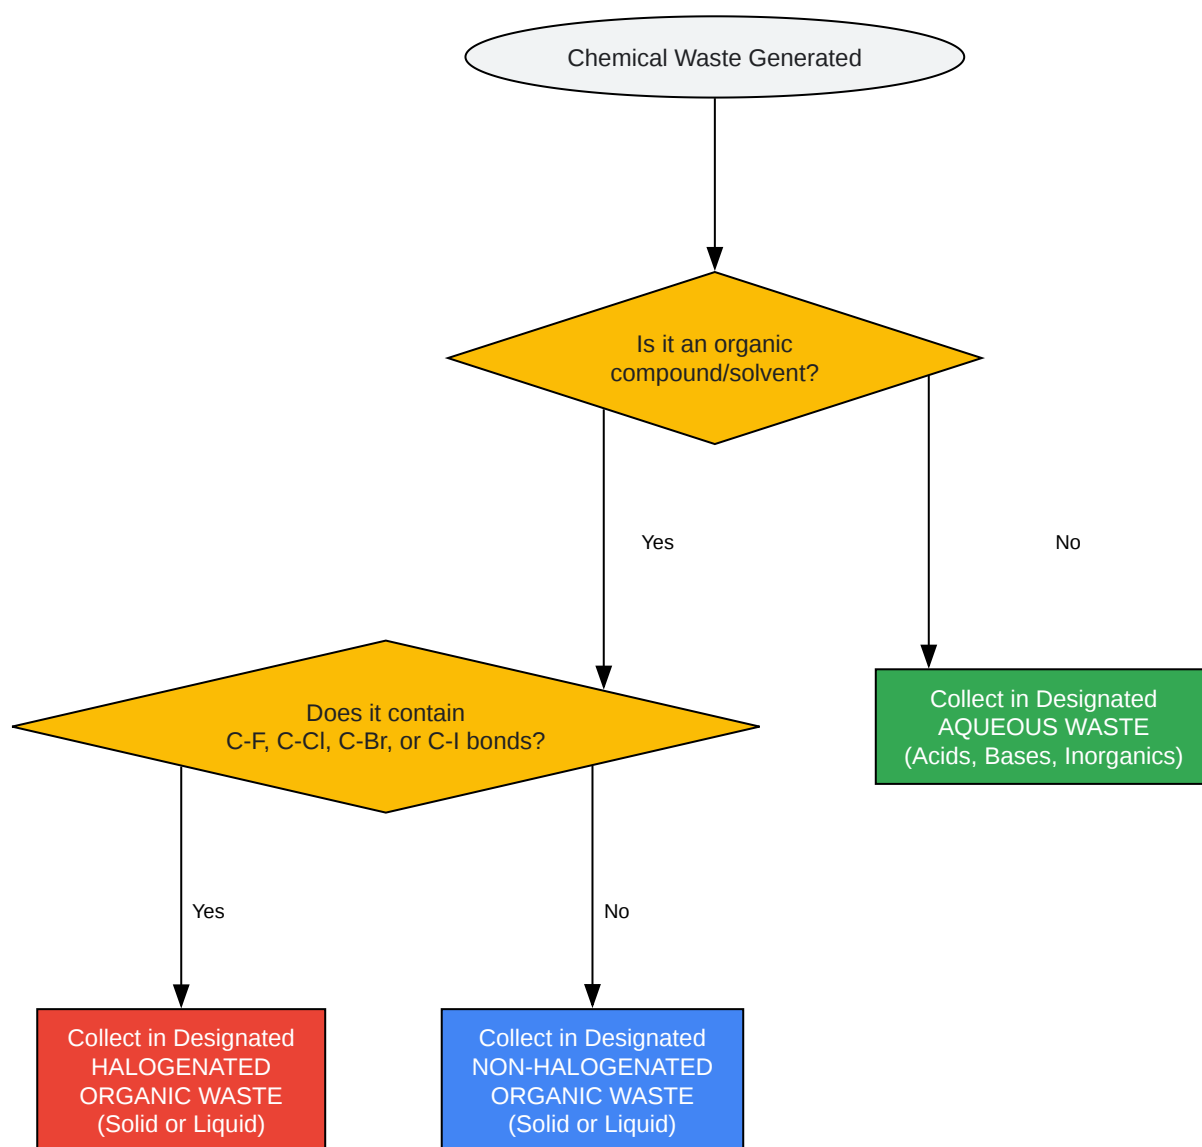 Chemical Waste Generated
Is it an organic
compound/solvent?
Yes
No
Does it contain
C-F, C-Cl, C-Br, or C-I bonds?
Collect in Designated
AQUEOUS WASTE
(Acids, Bases, Inorganics)
Yes
No
Collect in Designated
HALOGENATED
ORGANIC WASTE
(Solid or Liquid)
Collect in Designated
NON-HALOGENATED
ORGANIC WASTE
(Solid or Liquid)